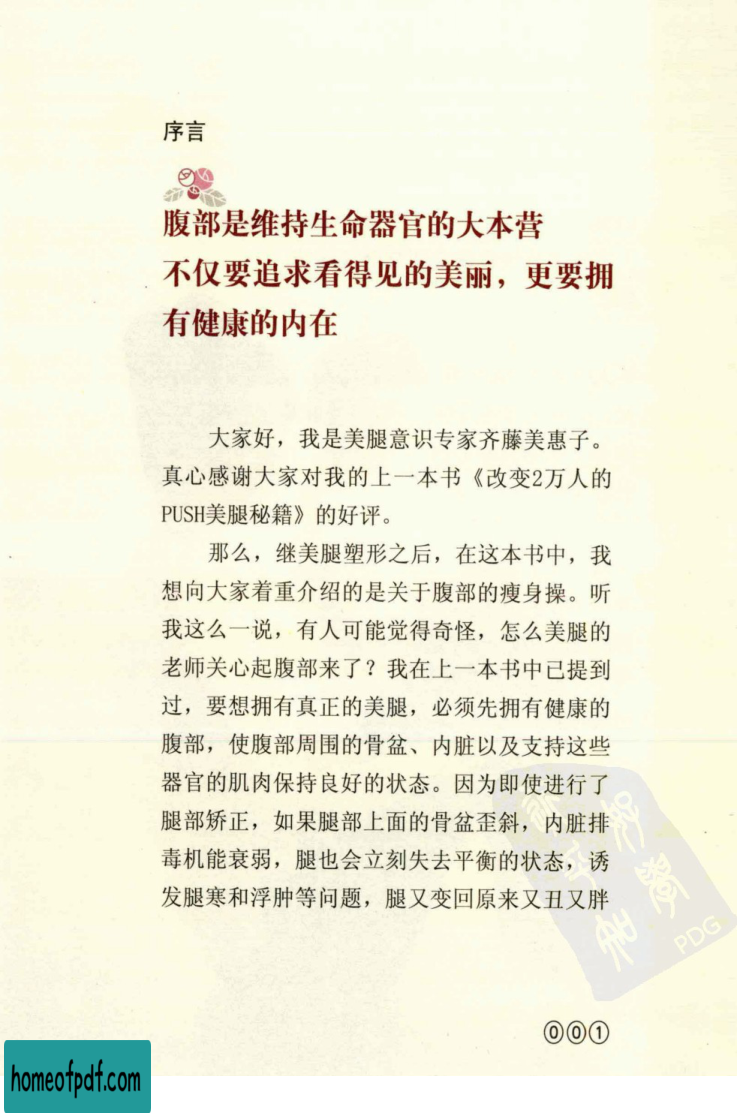 序言
腹部是维持生命器官的大本营
不仅要追求看得见的美丽，更要拥
有健康的内在
大家好，我是美腿意识专家齐藤美惠子。
真心感谢大家对我的上一本书《改变2万人的
PUSH美腿秘籍》的好评。
那么，继美腿塑形之后，在这本书中，我
想向大家着重介绍的是关于腹部的瘦身操。听
我这么一说，有人可能觉得奇怪，怎么美腿的
老师关心起腹部来了？我在上一本书中已提到
过，要想拥有真正的美腿，必须先拥有健康的
腹部，使腹部周围的骨盆、内脏以及支持这些
器官的肌肉保持良好的状态。因为即使进行了
腿部矫正，如果腿部上面的骨盆歪斜，内脏排
毒机能衰弱，腿也会立刻失去平衡的状态，诱
发腿寒和浮肿等问题，腿又变回原来又丑又胖
PDG
⓪⓪①
homeofpdf.com